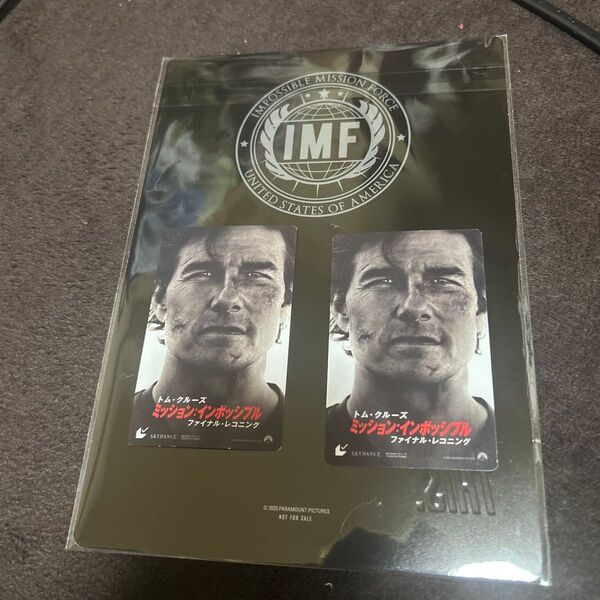 IMPOSSIBLE MISSION FORCE
IMF
UNITED STATES OF AMERICA
トム・クルーズ
ミッション:インポッシブル
ファイナル・レコニング
SKYDANCE
トム・クルーズ
ミッション:インポッシブル
ファイナル・レコニング
SKYDANCE
© 2025 PARAMOUNT PICTURES
NOT FOR SALE